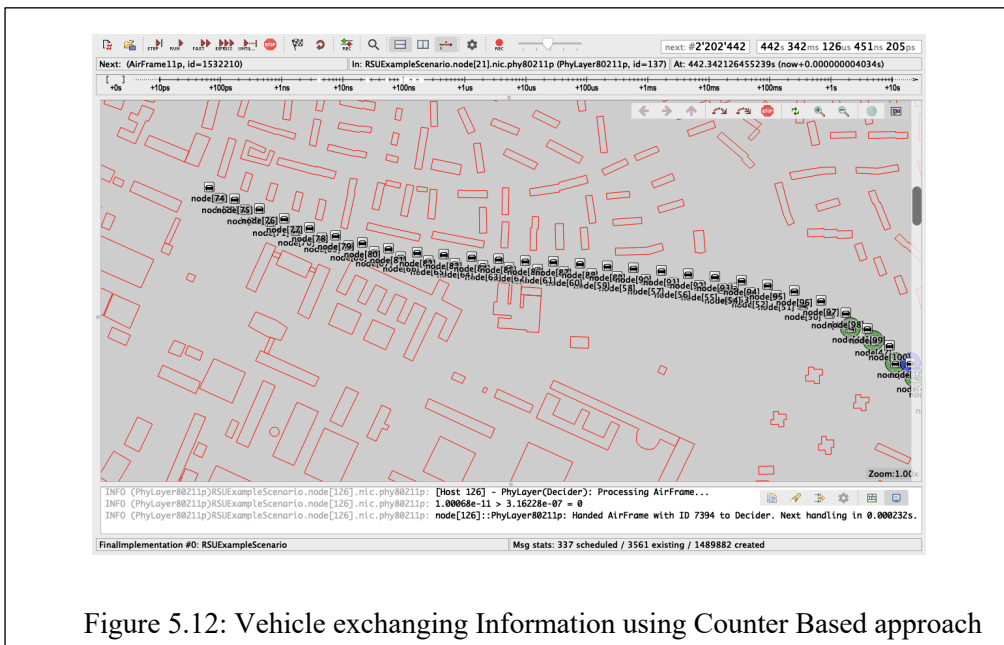 STEP RUN FAST EXPRESS UNTIL... STOP REC REC next: #2'202'442 442s 342ms 126us 451ns 205ps
Next: (AirFrame11p, id=1532210) In: RSUExampleScenario.node[21].nic.phy80211p (PhyLayer80211p, id=137) At: 442.342126455239s (now+0.000000004034s)
+0s +10ps +100ps +1ns +10ns +100ns +1us +10us +100us +1ms +10ms +100ms +1s +10s
STOP
node[74]
node[75]
node[76]
node[77]
node[78]
node[79]
node[80]
node[94]
node[95]
node[96]
node[97]
node[98]
node[99]
node[100]
Zoom:1.00x
INFO (PhyLayer80211p)RSUExampleScenario.node[126].nic.phy80211p: [Host 126] - PhyLayer(Decider): Processing AirFrame...
INFO (PhyLayer80211p)RSUExampleScenario.node[126].nic.phy80211p: 1.00068e-11 > 3.16228e-07 = 0
INFO (PhyLayer80211p)RSUExampleScenario.node[126].nic.phy80211p: node[126]::PhyLayer80211p: Handed AirFrame with ID 7394 to Decider. Next handling in 0.000232s.
FinalImplementation #0: RSUExampleScenario Msg stats: 337 scheduled / 3561 existing / 1489882 created
Figure 5.12: Vehicle exchanging Information using Counter Based approach